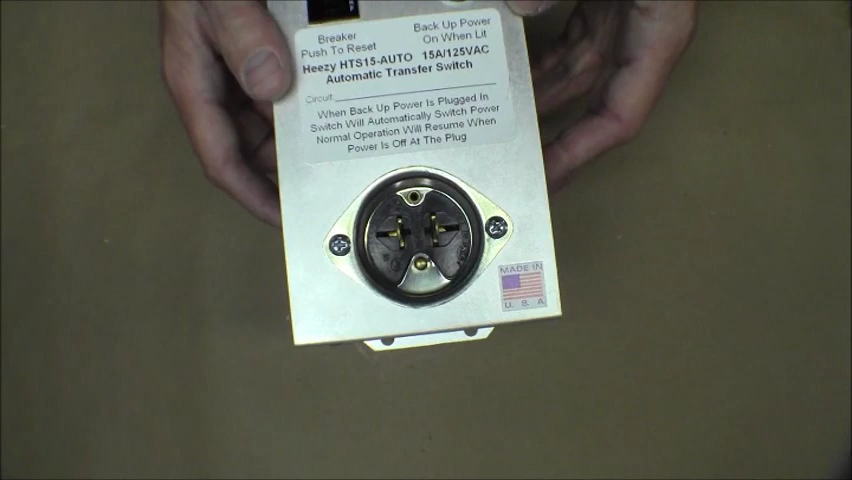 Breaker
Push To Reset
Back Up Power
On When Lit
Heezy HTS15-AUTO 15A/125VAC
Automatic Transfer Switch
Circuit:
When Back Up Power Is Plugged In
Switch Will Automatically Switch Power
Normal Operation Will Resume When
Power Is Off At The Plug
MADE IN
U. S. A